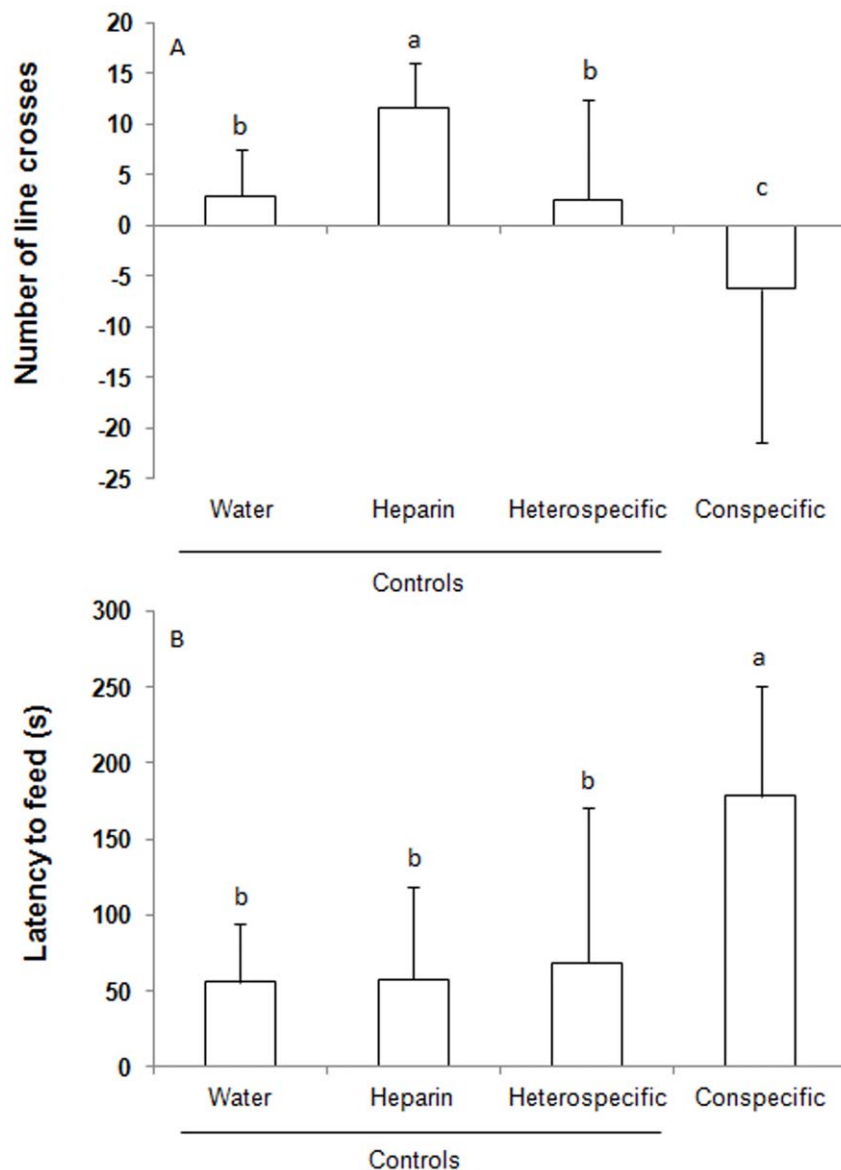 Number of line crosses
20
15
10
5
0
-5
-10
-15
-20
-25
A
b
a
b
c
Water Heparin Heterospecific Conspecific
Controls
Latency to feed (s)
300
250
200
150
100
50
0
B
b
b
b
a
Water Heparin Heterospecific Conspecific
Controls